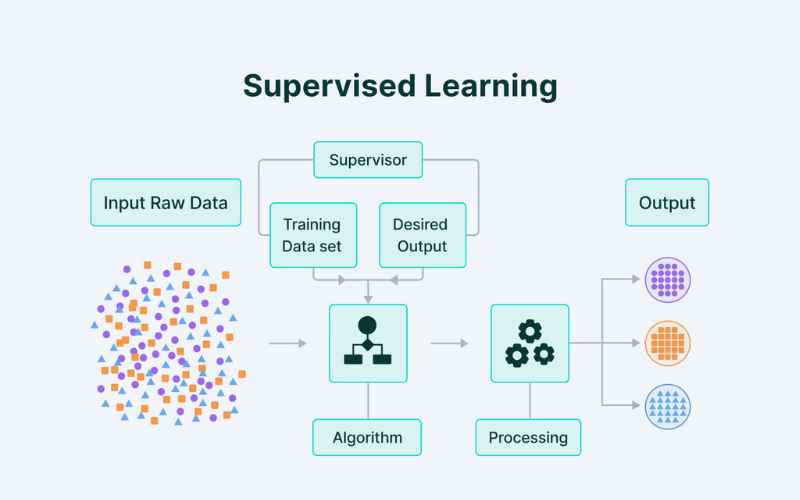 Supervised Learning
Supervisor
Input Raw Data
Training
Data set
Desired
Output
Output
Algorithm
Processing